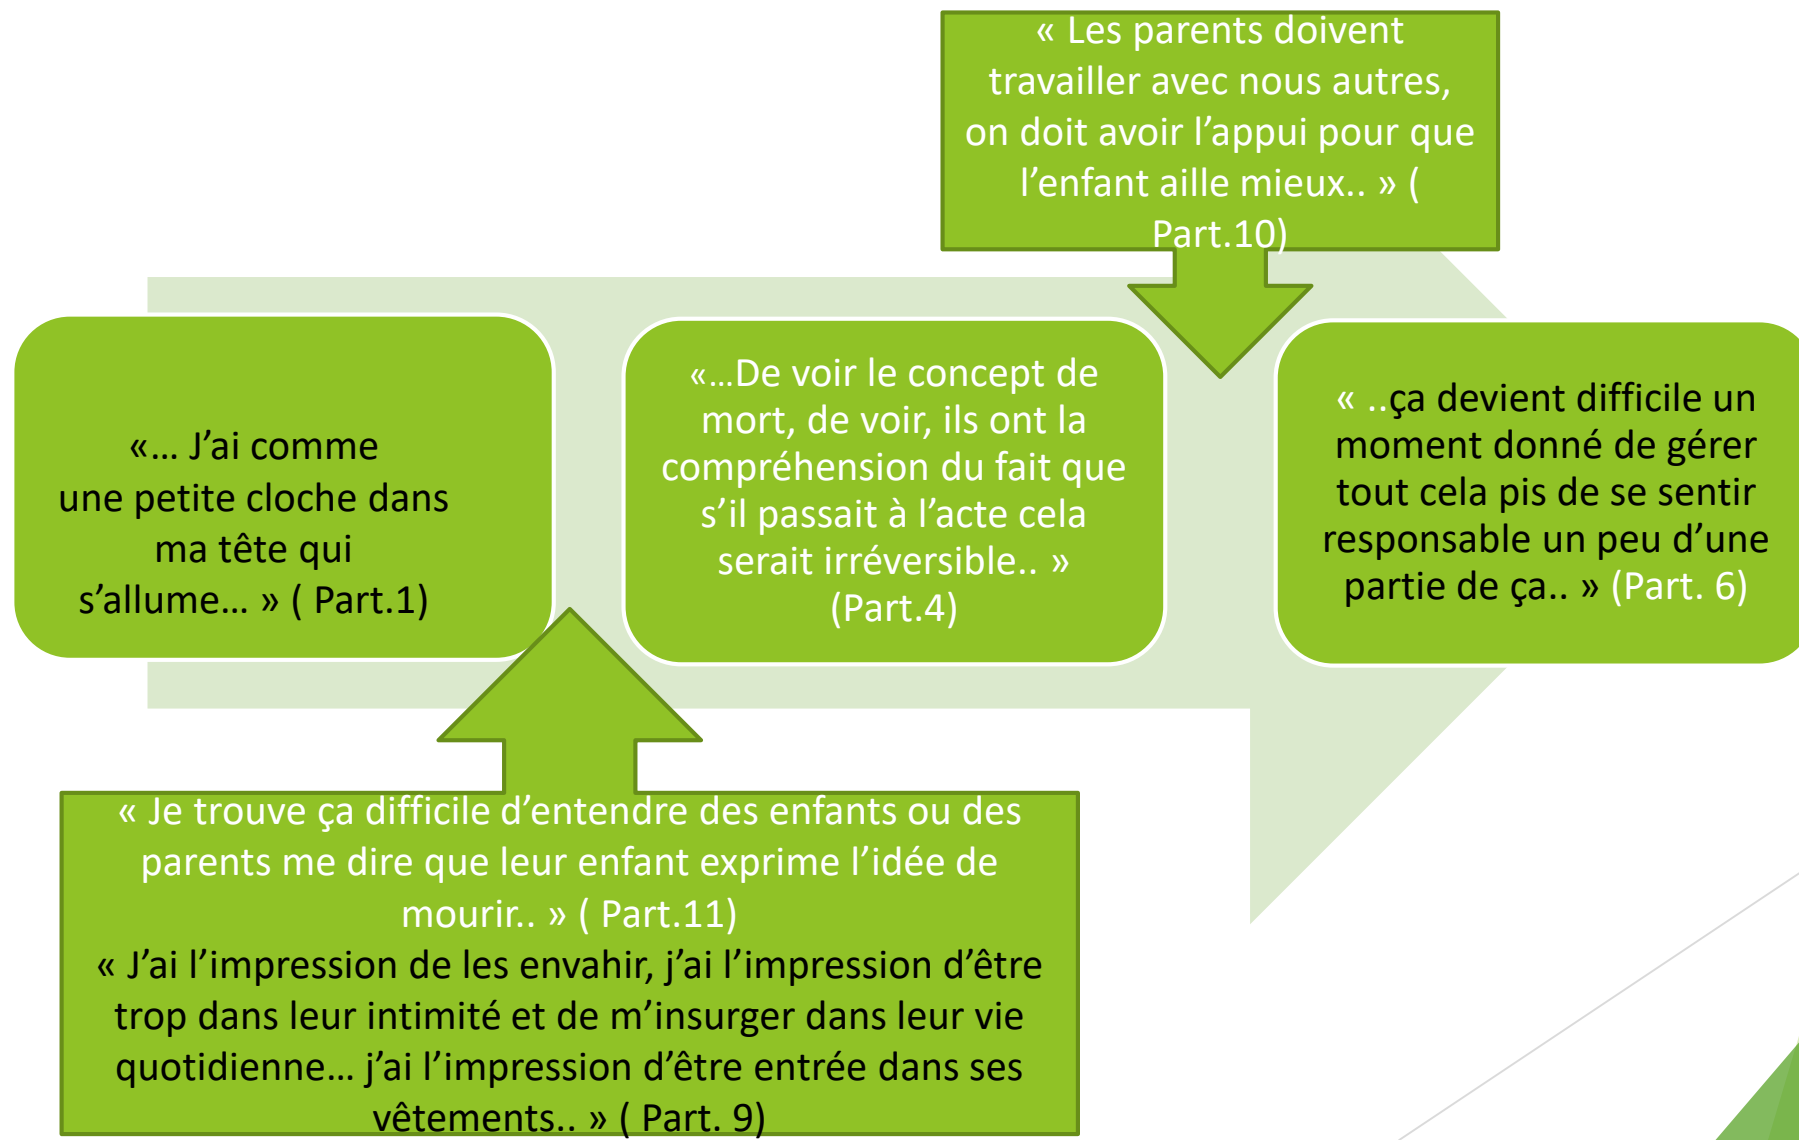 « Les parents doivent
travailler avec nous autres,
on doit avoir l’appui pour que
l’enfant aille mieux.. » (
Part.10)
«… J’ai comme
une petite cloche dans
ma tête qui
s’allume… » ( Part.1)
«…De voir le concept de
mort, de voir, ils ont la
compréhension du fait que
s’il passait à l’acte cela
serait irréversible.. »
(Part.4)
« ..ça devient difficile un
moment donné de gérer
tout cela pis de se sentir
responsable un peu d’une
partie de ça.. » (Part. 6)
« Je trouve ça difficile d’entendre des enfants ou des
parents me dire que leur enfant exprime l’idée de
mourir.. » ( Part.11)
« J’ai l’impression de les envahir, j’ai l’impression d’être
trop dans leur intimité et de m’insurger dans leur vie
quotidienne… j’ai l’impression d’être entrée dans ses
vêtements.. » ( Part. 9)